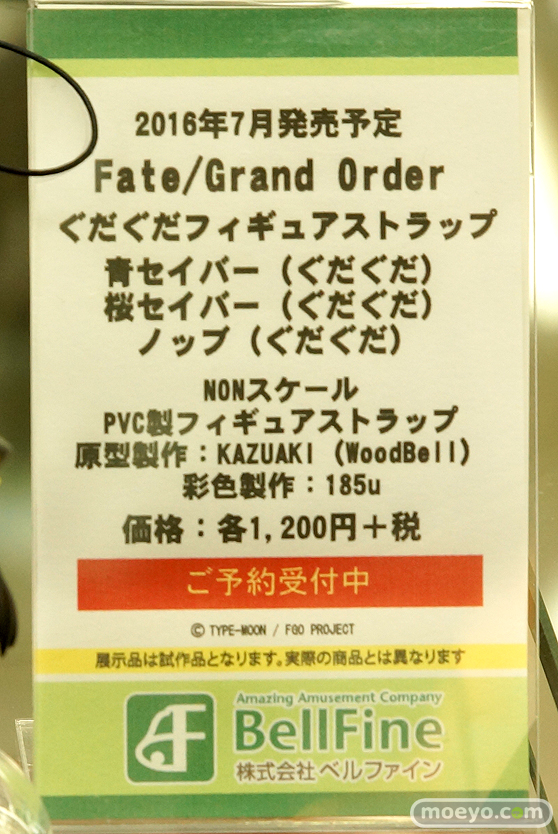 2016年7月発売予定
Fate/Grand Order
ぐだぐだフィギュアストラップ
青セイバー（ぐだぐだ）
桜セイバー（ぐだぐだ）
ノッブ（ぐだぐだ）
NONスケール
PVC製フィギュアストラップ
原型製作：KAZUAKI（WoodBell）
彩色製作：185u
価格：各1,200円＋税
ご予約受付中
© TYPE-MOON / FGO PROJECT
展示品は試作品となります。実際の商品とは異なります
Amazing Amusement Company
BellFine
株式会社 ベルファイン
moeyo.com